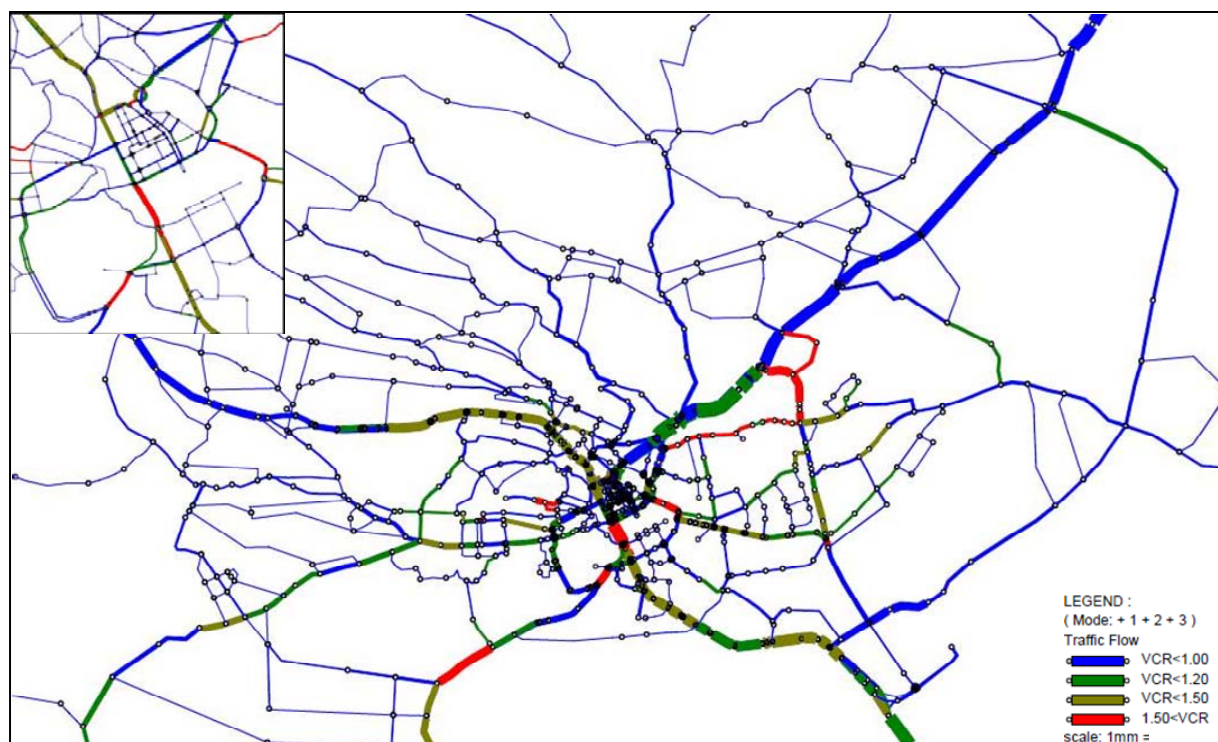 LEGEND :
( Mode: + 1 + 2 + 3 )
Traffic Flow
VCR<1.00
VCR<1.20
VCR<1.50
1.50<VCR
scale: 1mm =